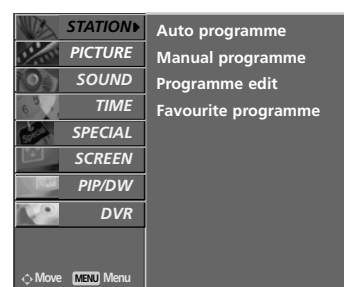 STATION
PICTURE
SOUND
TIME
SPECIAL
SCREEN
PIP/DW
DVR
Move MENU Menu
Auto programme
Manual programme
Programme edit
Favourite programme